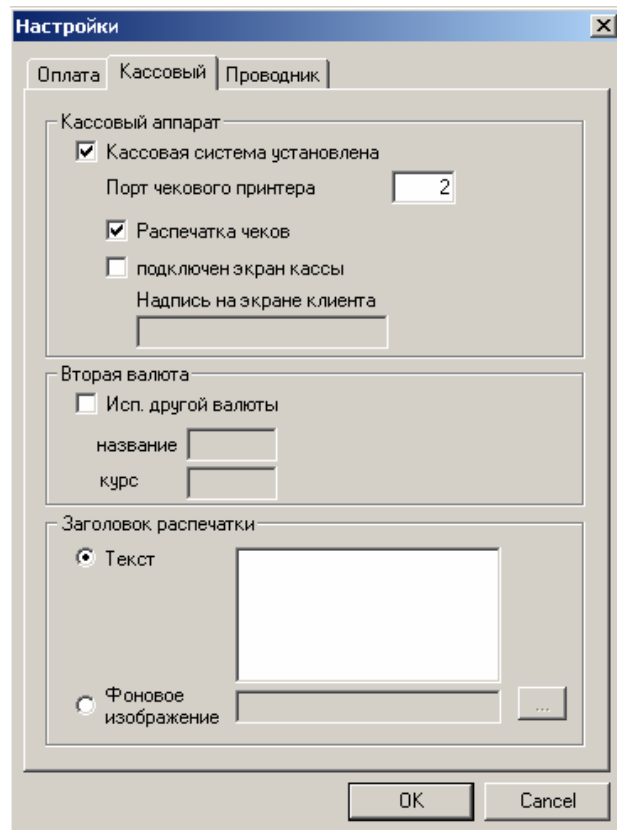 Настройки
Оплата Кассовый Проводник
Кассовый аппарат
Кассовая система установлена
Порт чекового принтера 2
Распечатка чеков
подключен экран кассы
Надпись на экране клиента
Вторая валюта
Исп. другой валюты
название
курс
Заголовок распечатки
Текст
Фоновое
изображение ...
OK Cancel